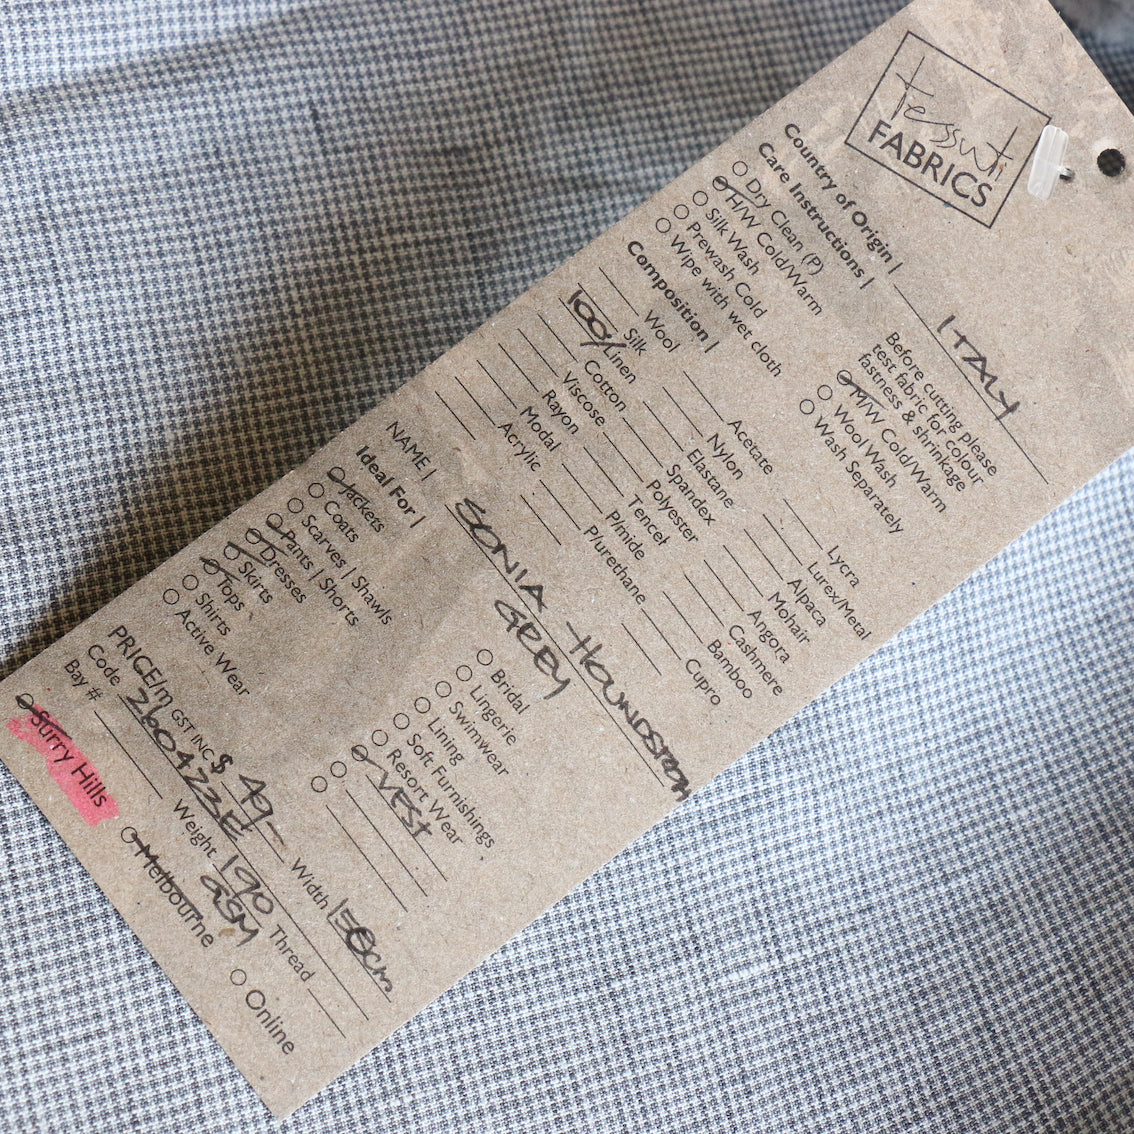 tessuti
FABRICS
Country of Origin | ITALY
Care Instructions |
Dry Clean (P)
H/W Cold/Warm
Silk Wash
Prewash Cold
Wipe with wet cloth
Before cutting please
test fabric for colour
fastness & shrinkage
M/W Cold/Warm
Wool Wash
Wash Separately
Composition |
Wool
Silk
100% Linen
Cotton
Viscose
Rayon
Modal
Acrylic
Acetate
Nylon
Elastane
Spandex
Polyester
Tencet
P/mide
P/urethane
Lycra
Lurex/Metal
Alpaca
Mohair
Angora
Cashmere
Bamboo
Cupro
NAME | SONIA HOUNDSTOOTH
GREY
Ideal For |
Jackets
Coats
Scarves | Shawls
Pants | Shorts
Dresses
Skirts
Tops
Shirts
Active Wear
Bridal
Lingerie
Swimwear
Lining
Soft Furnishings
Resort Wear
VEST
PRICE/m GST INC $ 49- Width 150cm
Code 260423E
Bay # Weight 190 GSM Thread
Surry Hills
Melbourne
Online